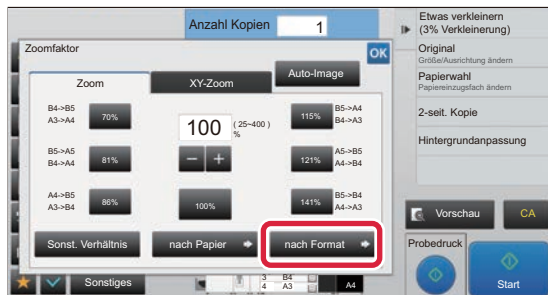 Anzahl Kopien 1
Zoomfaktor
OK
Zoom
XY-Zoom
Auto-Image
B4->B5
A3->A4
70%
100
(25~400)
%
115%
B5->A4
B4->A3
B5->A5
B4->A4
81%
121%
A5->B5
A4->B4
A4->B5
A3->B4
86%
100%
141%
B5->B4
A4->A3
Sonst. Verhältnis
nach Papier
nach Format
Sonstiges
3 B4
4 A3
A4
Etwas verkleinern
(3% Verkleinerung)
Original
Größe/Ausrichtung ändern
Papierwahl
Papiereinzugsfach ändern
2-seit. Kopie
Hintergrundanpassung
Vorschau
CA
Probedruck
Start